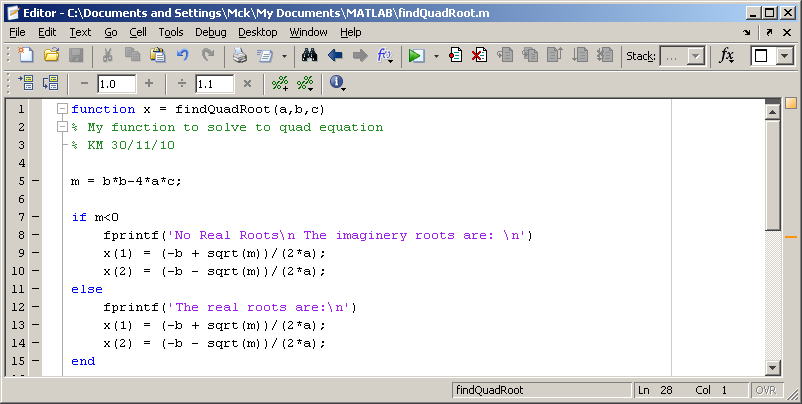 Editor - C:\Documents and Settings\Mck\My Documents\MATLAB\findQuadRoot.m
File Edit Text Go Cell Tools Debug Desktop Window Help
Stack: ... fx
1.0 + ÷ 1.1 ×
1 function x = findQuadRoot(a,b,c)
2 % My function to solve to quad equation
3 % KM 30/11/10
4
5 m = b*b-4*a*c;
6
7 if m<0
8 fprintf('No Real Roots\n The imaginery roots are: \n')
9 x(1) = (-b + sqrt(m))/(2*a);
10 x(2) = (-b - sqrt(m))/(2*a);
11 else
12 fprintf('The real roots are:\n')
13 x(1) = (-b + sqrt(m))/(2*a);
14 x(2) = (-b - sqrt(m))/(2*a);
15 end
findQuadRoot Ln 28 Col 1 OVR